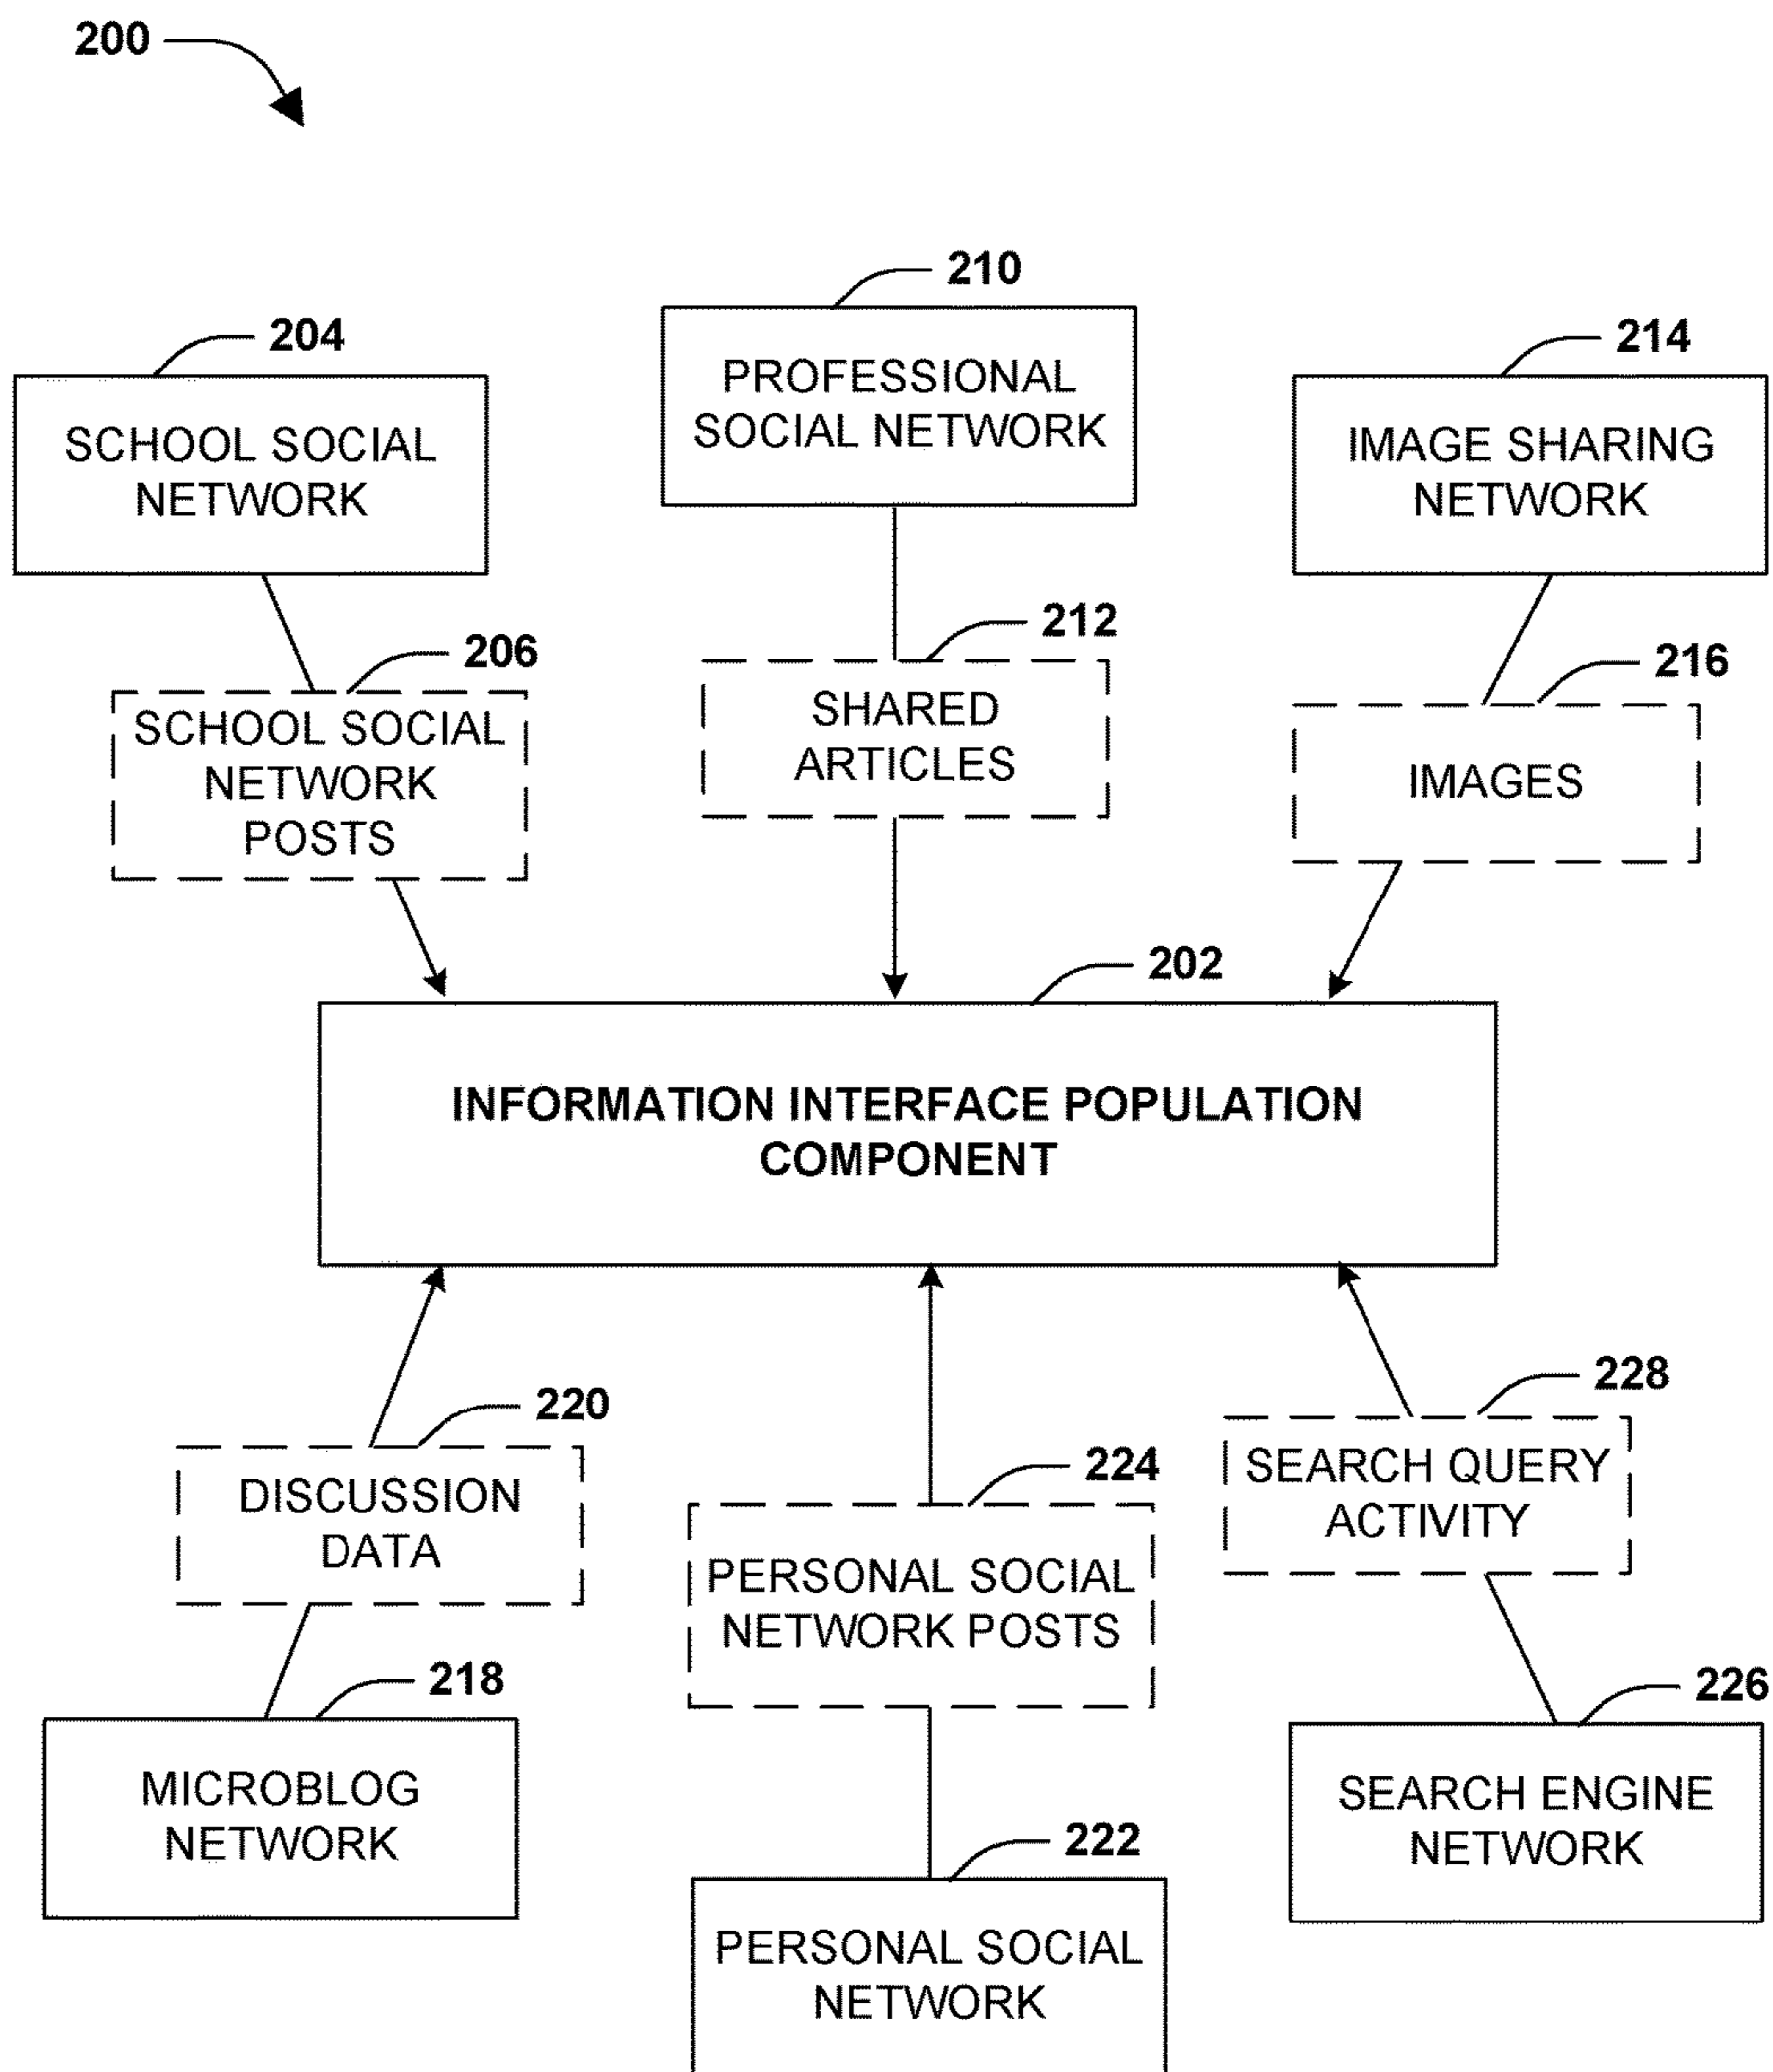 200
210
204
214
PROFESSIONAL
SOCIAL NETWORK
SCHOOL SOCIAL
NETWORK
IMAGE SHARING
NETWORK
212
206
216
SHARED
ARTICLES
SCHOOL SOCIAL
NETWORK
POSTS
IMAGES
202
INFORMATION INTERFACE POPULATION
COMPONENT
228
220
224
SEARCH QUERY
ACTIVITY
DISCUSSION
DATA
PERSONAL SOCIAL
NETWORK POSTS
218
226
MICROBLOG
NETWORK
SEARCH ENGINE
NETWORK
222
PERSONAL SOCIAL
NETWORK